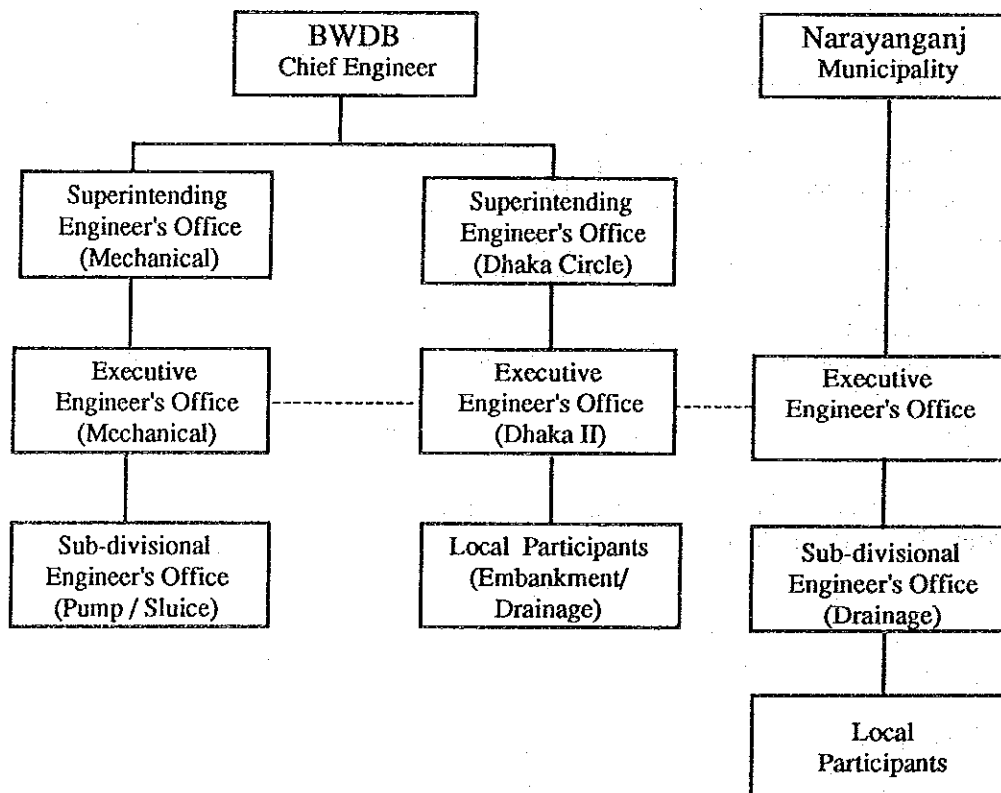 BWDB
Chief Engineer
Narayanganj
Municipality
Superintending
Engineer's Office
(Mechanical)
Superintending
Engineer's Office
(Dhaka Circle)
Executive
Engineer's Office
(Mechanical)
Executive
Engineer's Office
(Dhaka II)
Executive
Engineer's Office
Sub-divisional
Engineer's Office
(Pump / Sluice)
Local Participants
(Embankment/
Drainage)
Sub-divisional
Engineer's Office
(Drainage)
Local
Participants